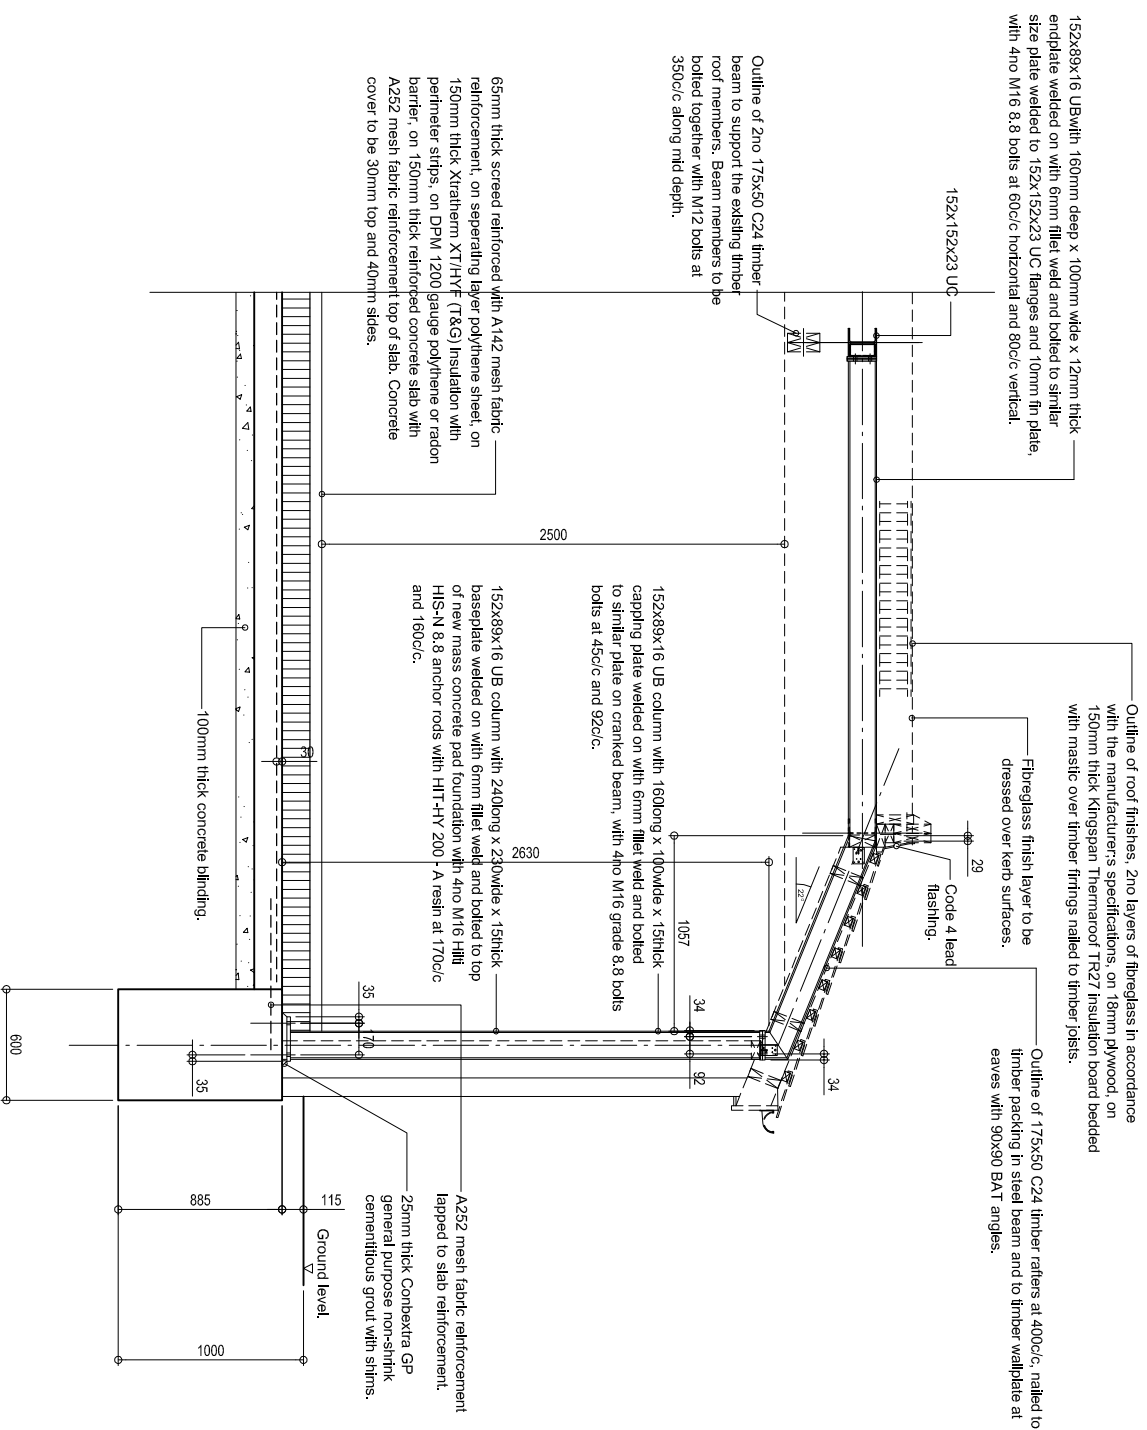 Outline of roof finishes, 2no layers of fibreglass in accordance
with the manufacturer;s specifications, on 18mm plywood, on
150mm thick Kingspan Thermaroof TR27 insulation board bedded
with mastic over timber firrings nailed to timber joists.
152x89x16 UBwith 160mm deep x 100mm wide x 12mm thick
endplate welded on with 6mm fillet weld and bolted to similar
size plate welded to 152x152x23 UC flanges and 10mm fin plate,
with 4no M16 8.8 bolts at 60c/c horizontal and 80c/c vertical.
Fibreglass finish layer to be
dressed over kerb surfaces.
Outline of 175x50 C24 timber rafters at 400c/c, nailed to
timber packing in steel beam and to timber wallplate at
eaves with 90x90 BAT angles.
152x152x23 UC
Code 4 lead
flashing.
29
Outline of 2no 175x50 C24 timber
beam to support the existing timber
roof members. Beam members to be
bolted together with M12 bolts at
350c/c along mid depth.
22°
34
1057
34
92
2500
2630
152x89x16 UB column with 160long x 100wide x 15thick
capping plate welded on with 6mm fillet weld and bolted
to similar plate on cranked beam, with 4no M16 grade 8.8 bolts
bolts at 45c/c and 92c/c.
65mm thick screed reinforced with A142 mesh fabric
reinforcement, on seperating layer polythene sheet, on
150mm thick Xtratherm XT/HYF (T&G) Insulation with
perimeter strips, on DPM 1200 gauge polythene or radon
barrier, on 150mm thick reinforced concrete slab with
A252 mesh fabric reinforcement top of slab. Concrete
cover to be 30mm top and 40mm sides.
152x89x16 UB column with 240long x 230wide x 15thick
baseplate welded on with 6mm fillet weld and bolted to top
of new mass concrete pad foundation with 4no M16 Hilti
HIS-N 8.8 anchor rods with HIT-HY 200 - A resin at 170c/c
and 160c/c.
A252 mesh fabric reinforcement
lapped to slab reinforcement.
25mm thick Conbextra GP
general purpose non-shrink
cementitious grout with shims.
35
170
30
115
Ground level.
35
885
1000
100mm thick concrete blinding.
600